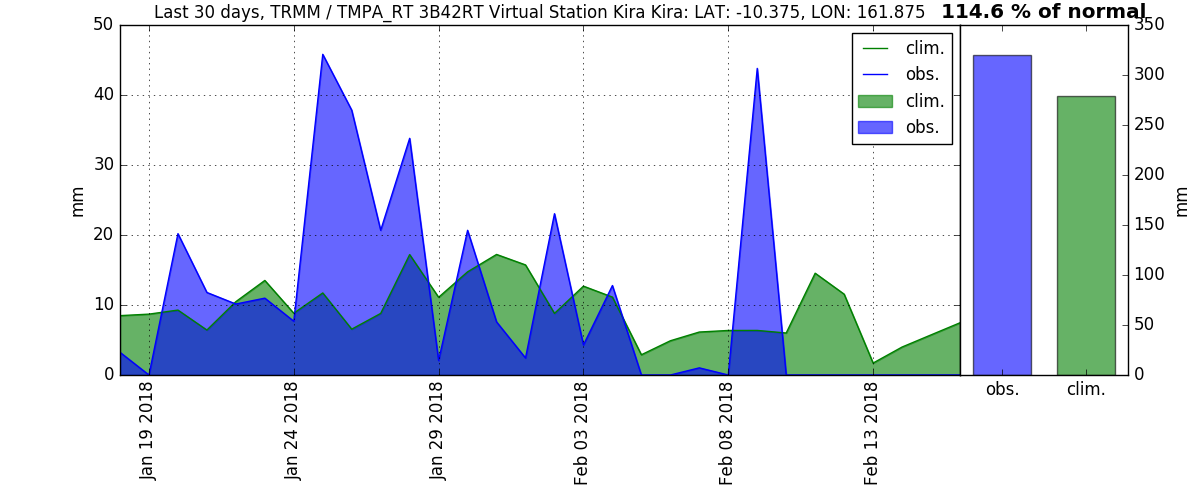 Last 30 days, TRMM / TMPA_RT 3B42RT Virtual Station Kira Kira: LAT: -10.375, LON: 161.875
114.6 % of normal
50
40
30
20
10
0
mm
clim.
obs.
clim.
obs.
Jan 19 2018
Jan 24 2018
Jan 29 2018
Feb 03 2018
Feb 08 2018
Feb 13 2018
350
300
250
200
150
100
50
0
mm
obs.
clim.